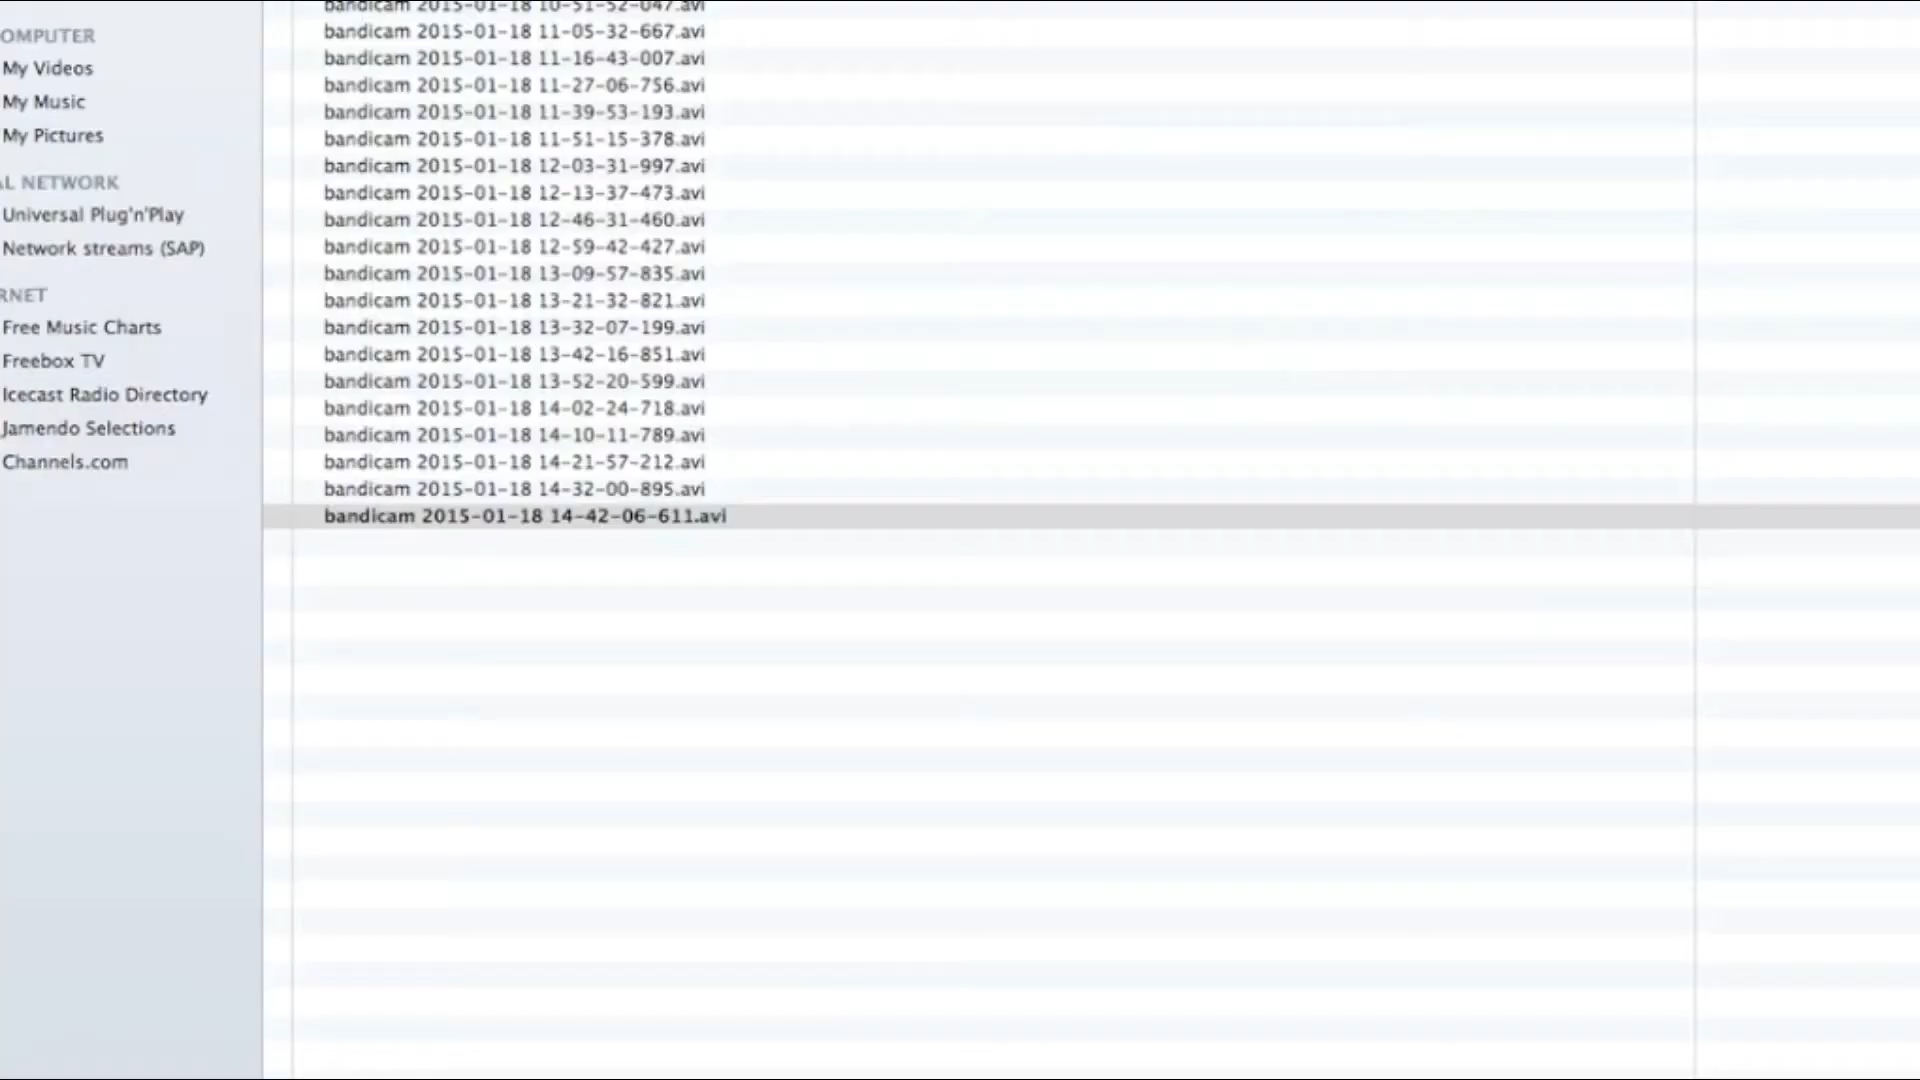 OMPUTER
My Videos
My Music
My Pictures
AL NETWORK
Universal Plug'n'Play
Network streams (SAP)
RNET
Free Music Charts
Freebox TV
Icecast Radio Directory
Jamendo Selections
Channels.com
bandicam 2015-01-18 10-51-52-047.avi
bandicam 2015-01-18 11-05-32-667.avi
bandicam 2015-01-18 11-16-43-007.avi
bandicam 2015-01-18 11-27-06-756.avi
bandicam 2015-01-18 11-39-53-193.avi
bandicam 2015-01-18 11-51-15-378.avi
bandicam 2015-01-18 12-03-31-997.avi
bandicam 2015-01-18 12-13-37-473.avi
bandicam 2015-01-18 12-46-31-460.avi
bandicam 2015-01-18 12-59-42-427.avi
bandicam 2015-01-18 13-09-57-835.avi
bandicam 2015-01-18 13-21-32-821.avi
bandicam 2015-01-18 13-32-07-199.avi
bandicam 2015-01-18 13-42-16-851.avi
bandicam 2015-01-18 13-52-20-599.avi
bandicam 2015-01-18 14-02-24-718.avi
bandicam 2015-01-18 14-10-11-789.avi
bandicam 2015-01-18 14-21-57-212.avi
bandicam 2015-01-18 14-32-00-895.avi
bandicam 2015-01-18 14-42-06-611.avi